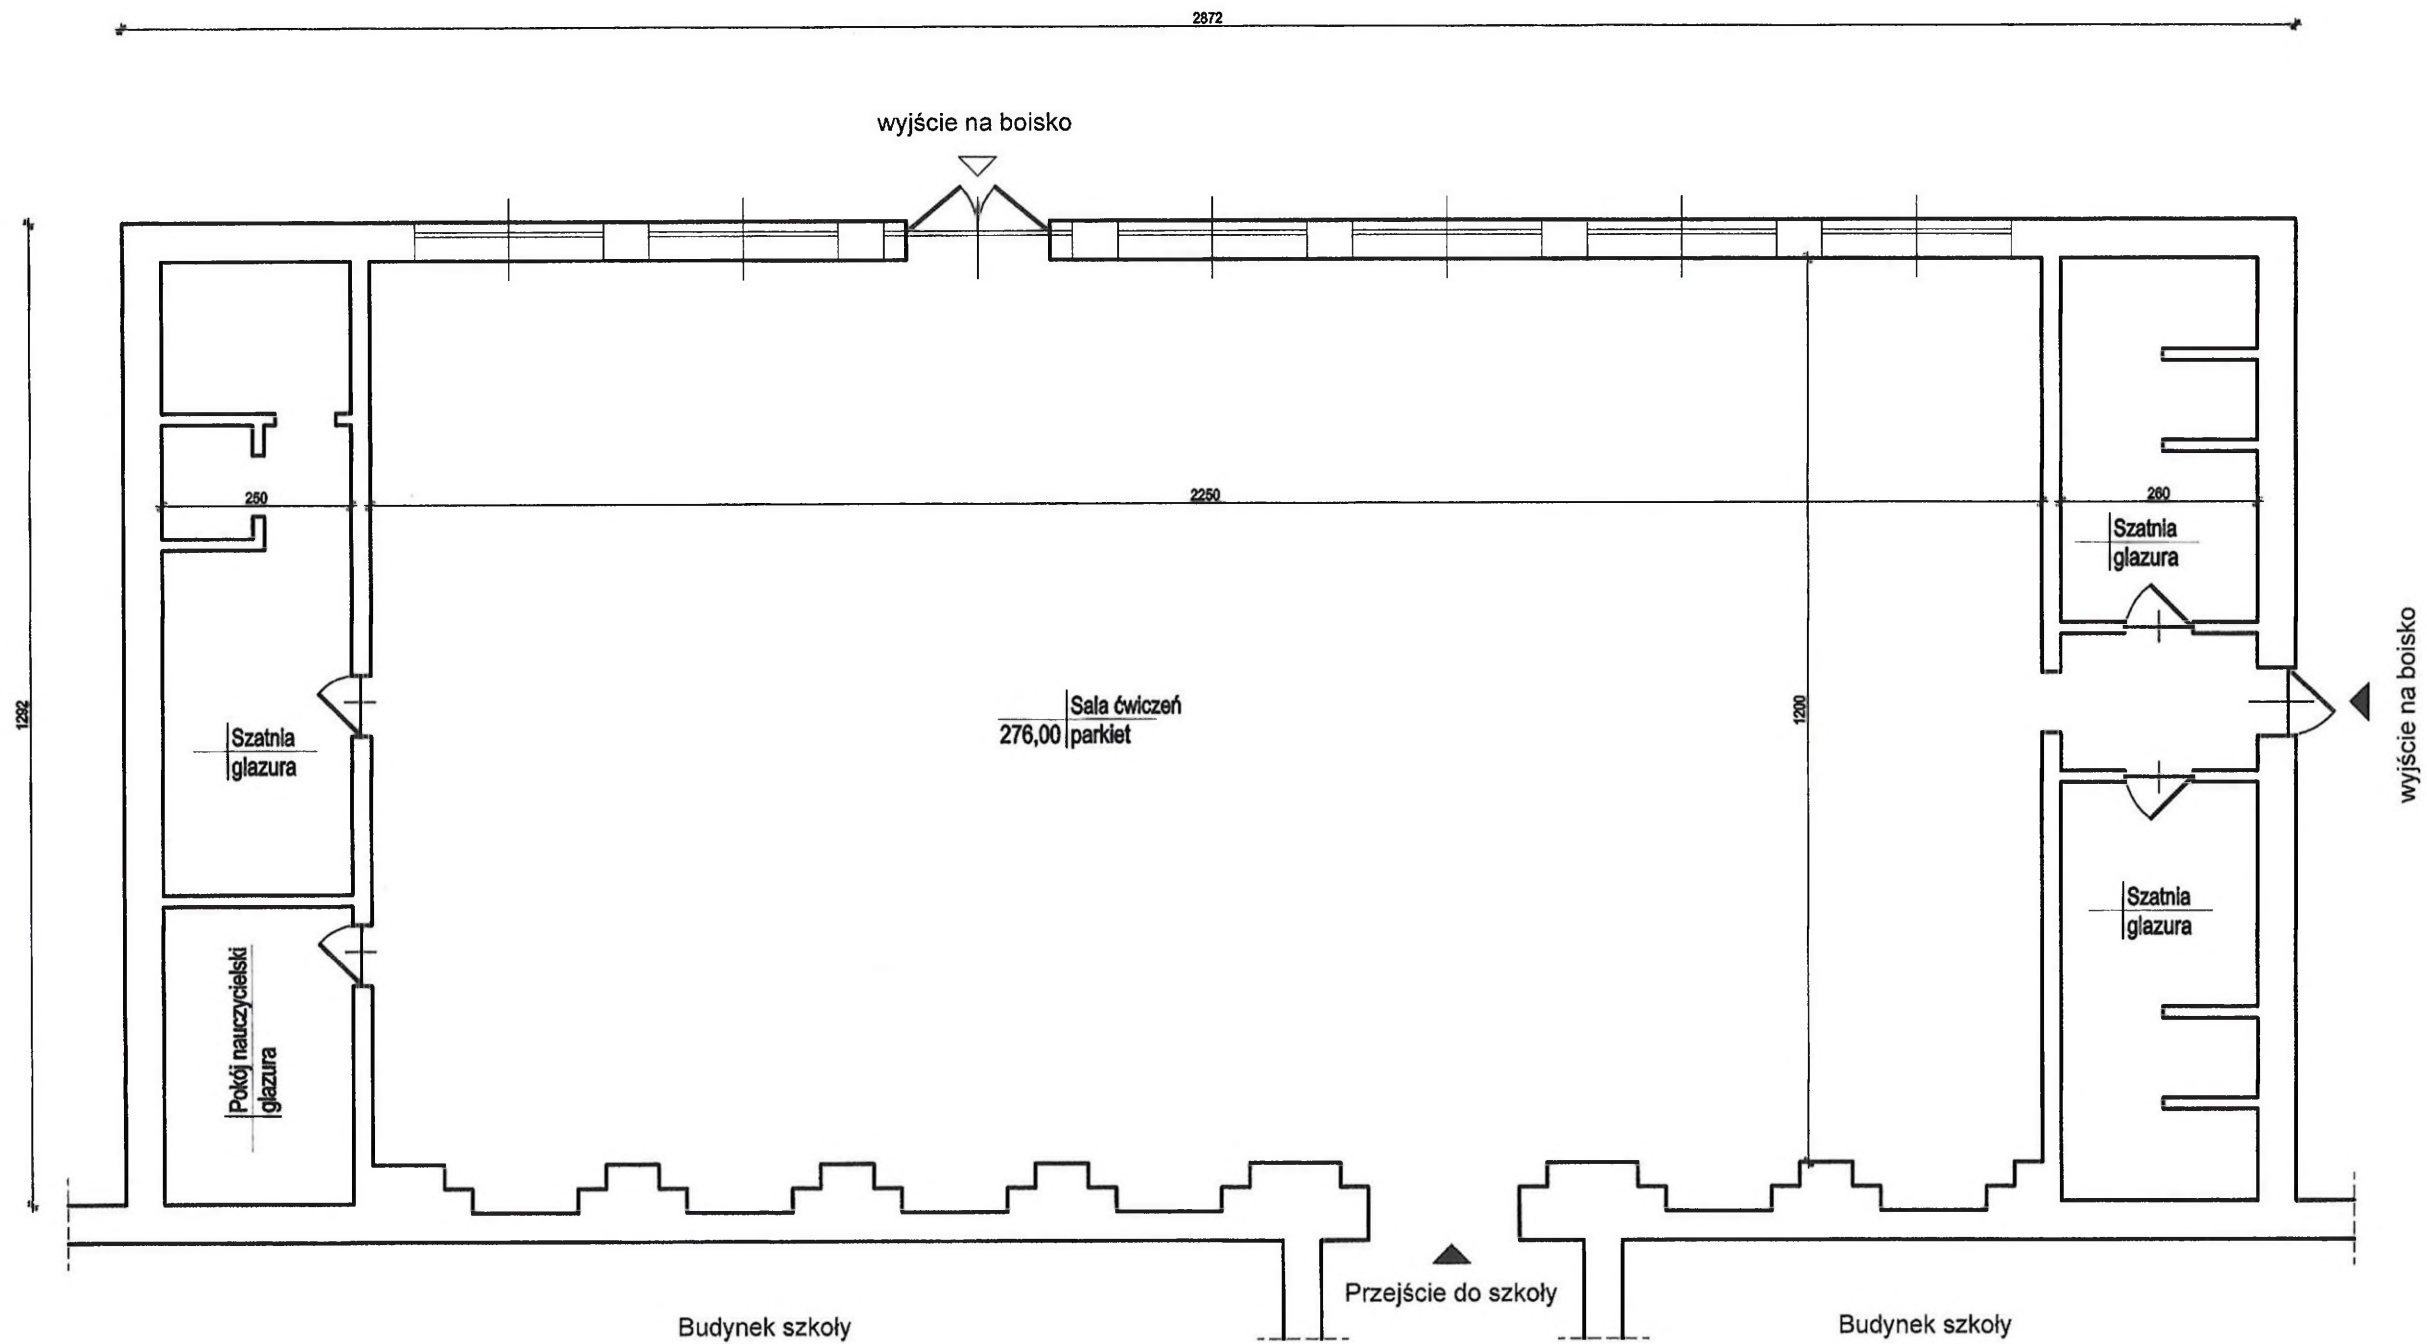 2872
wyjście na boisko
250
2250
260
Szatnia
glazura
wyjście na boisko
1292
Sala ćwiczeń
276,00 parkiet
1200
Szatnia
glazura
Szatnia
glazura
Pokój nauczycielski
glazura
Przejście do szkoły
Budynek szkoły
Budynek szkoły